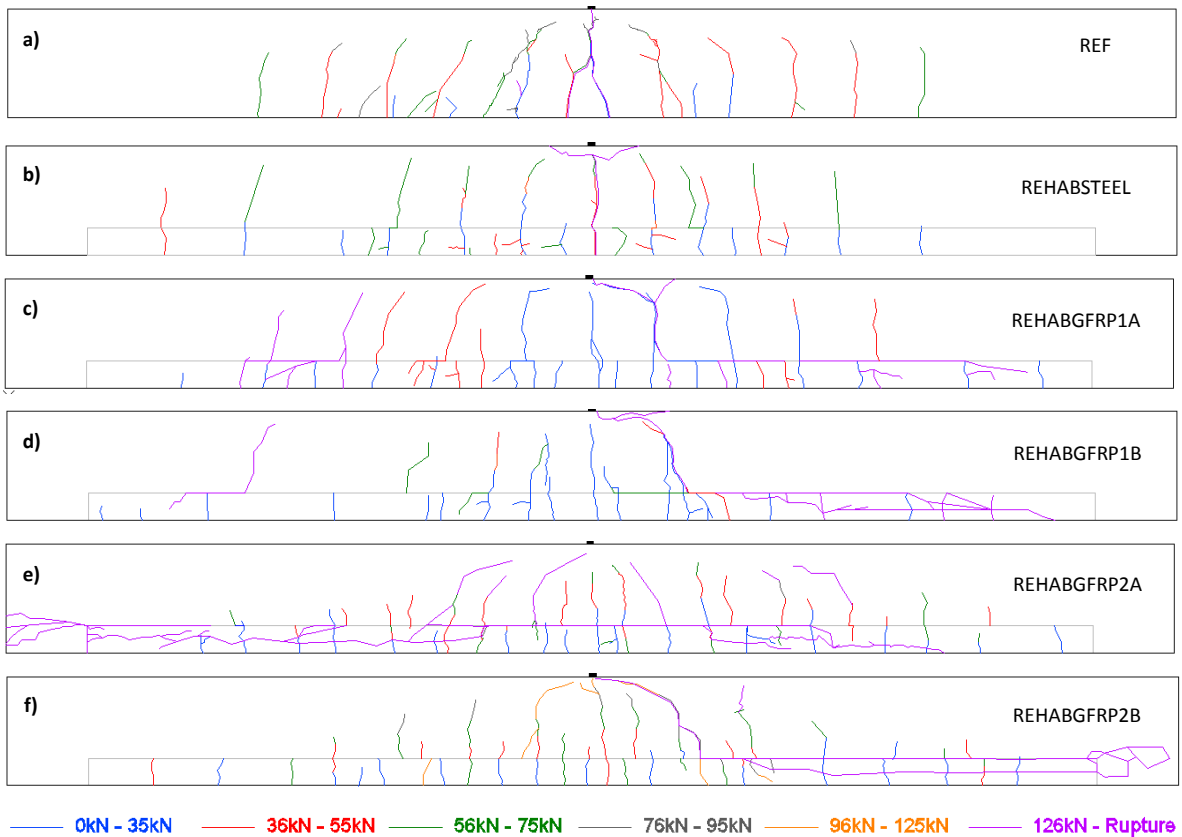 a)
REF
b)
REHABSTEEL
c)
REHABGFRP1A
d)
REHABGFRP1B
e)
REHABGFRP2A
f)
REHABGFRP2B
0kN - 35kN 36kN - 55kN 56kN - 75kN 76kN - 95kN 96kN - 125kN 126kN - Rupture